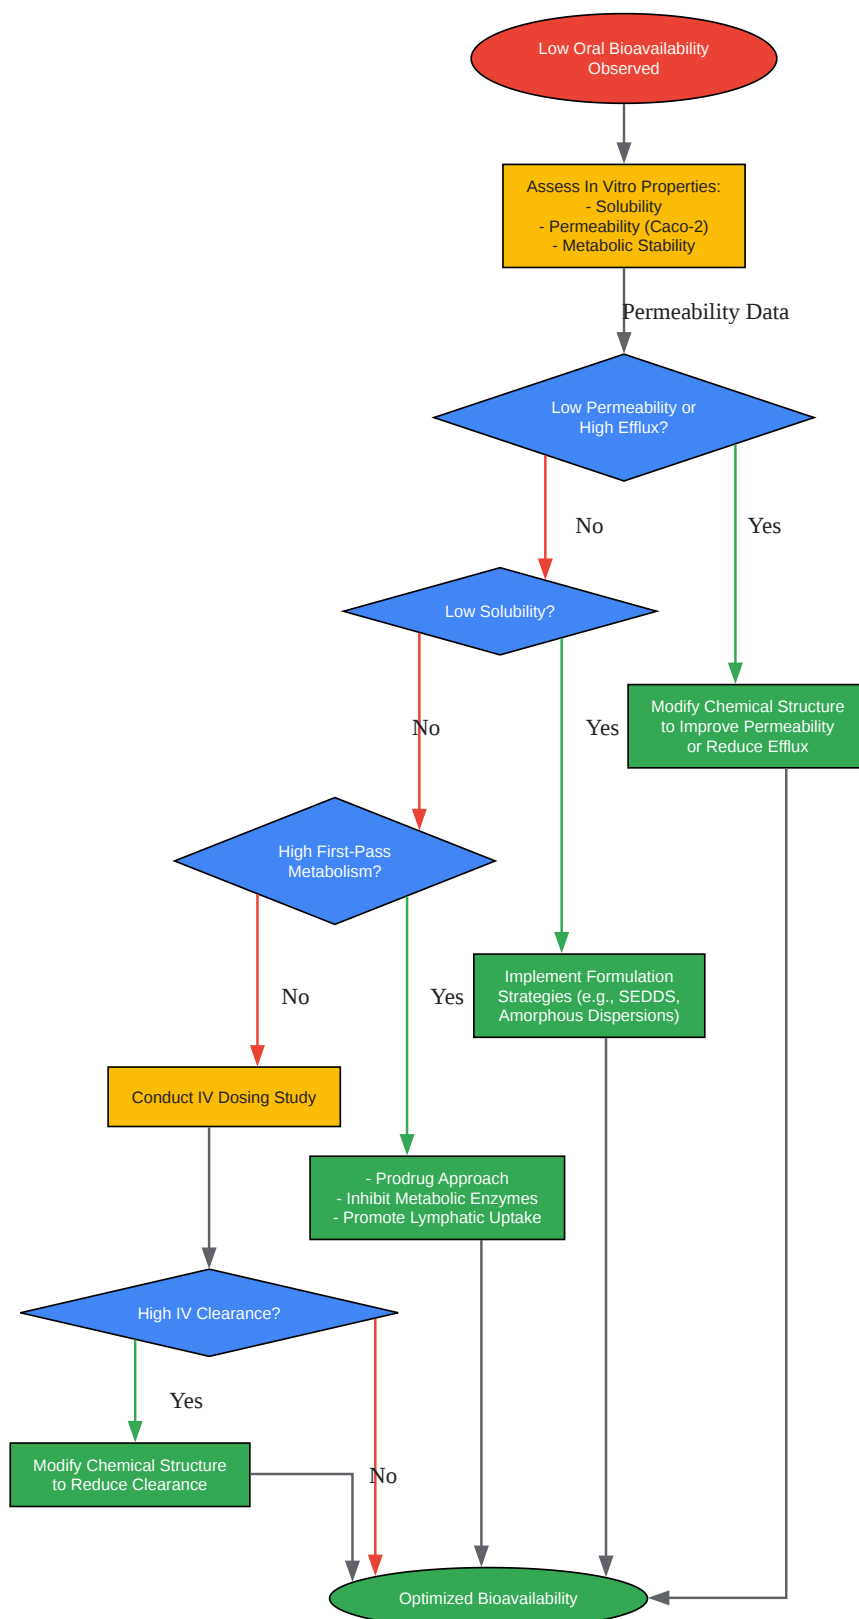 Low Oral Bioavailability
Observed
Assess In Vitro Properties:
- Solubility
- Permeability (Caco-2)
- Metabolic Stability
Permeability Data
Low Permeability or
High Efflux?
No
Yes
Low Solubility?
Modify Chemical Structure
to Improve Permeability
or Reduce Efflux
No
Yes
High First-Pass
Metabolism?
Implement Formulation
Strategies (e.g., SEDDS,
Amorphous Dispersions)
No
Yes
Conduct IV Dosing Study
- Prodrug Approach
- Inhibit Metabolic Enzymes
- Promote Lymphatic Uptake
High IV Clearance?
Yes
Modify Chemical Structure
to Reduce Clearance
No
Optimized Bioavailability